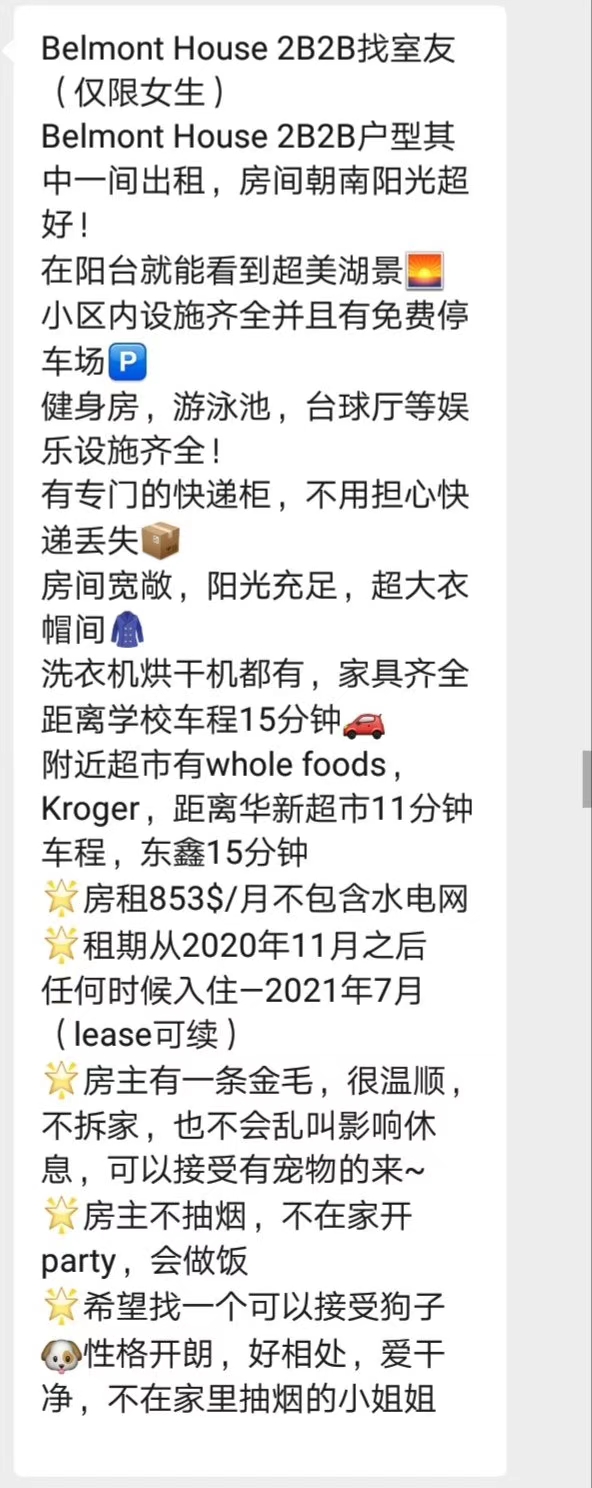 Belmont House 2B2B找室友
（仅限女生）
Belmont House 2B2B户型其
中一间出租，房间朝南阳光超
好！
在阳台就能看到超美湖景🌅
小区内设施齐全并且有免费停
车场🅿️
健身房，游泳池，台球厅等娱
乐设施齐全！
有专门的快递柜，不用担心快
递丢失📦
房间宽敞，阳光充足，超大衣
帽间🧥
洗衣机烘干机都有，家具齐全
距离学校车程15分钟🚗
附近超市有whole foods，
Kroger，距离华新超市11分钟
车程，东鑫15分钟
🌟房租853$/月不包含水电网
🌟租期从2020年11月之后
任何时候入住—2021年7月
（lease可续）
🌟房主有一条金毛，很温顺，
不拆家，也不会乱叫影响休
息，可以接受有宠物的来~
🌟房主不抽烟，不在家开
party，会做饭
🌟希望找一个可以接受狗子
🐶性格开朗，好相处，爱干
净，不在家里抽烟的小姐姐